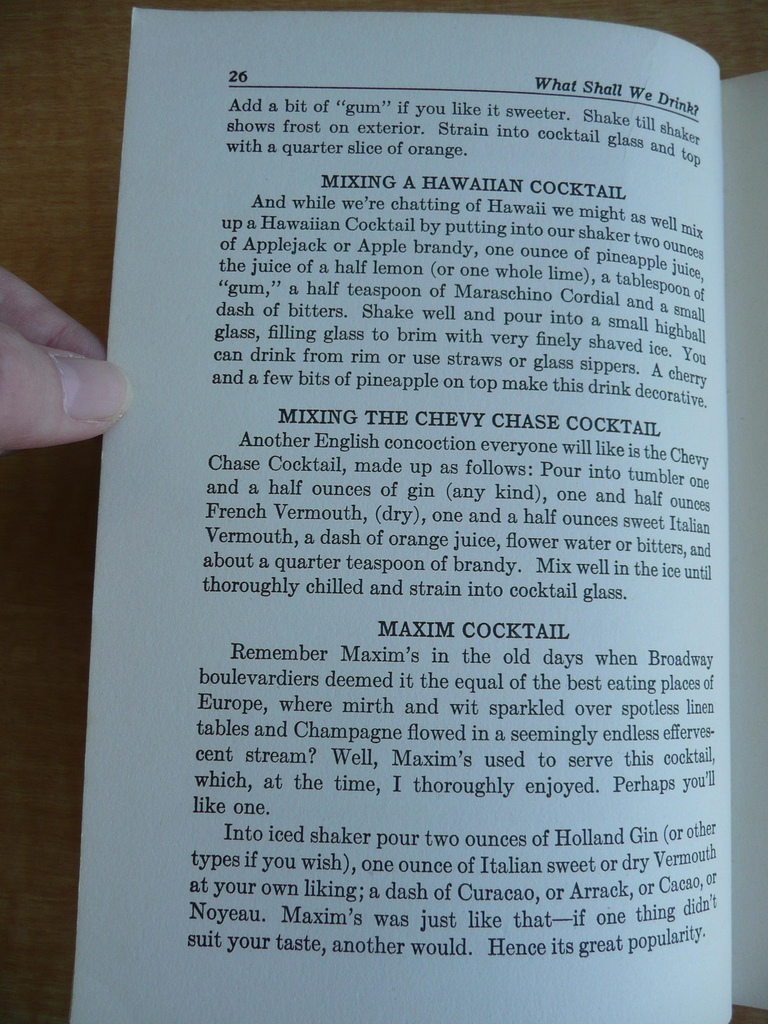 26
What Shall We Drink?
Add a bit of "gum" if you like it sweeter. Shake till shaker
shows frost on exterior. Strain into cocktail glass and top
with a quarter slice of orange.
MIXING A HAWAIIAN COCKTAIL
And while we're chatting of Hawaii we might as well mix
up a Hawaiian Cocktail by putting into our shaker two ounces
of Applejack or Apple brandy, one ounce of pineapple juice,
the juice of a half lemon (or one whole lime), a tablespoon of
"gum," a half teaspoon of Maraschino Cordial and a small
dash of bitters. Shake well and pour into a small highball
glass, filling glass to brim with very finely shaved ice. You
can drink from rim or use straws or glass sippers. A cherry
and a few bits of pineapple on top make this drink decorative.
MIXING THE CHEVY CHASE COCKTAIL
Another English concoction everyone will like is the Chevy
Chase Cocktail, made up as follows: Pour into tumbler one
and a half ounces of gin (any kind), one and half ounces
French Vermouth, (dry), one and a half ounces sweet Italian
Vermouth, a dash of orange juice, flower water or bitters, and
about a quarter teaspoon of brandy. Mix well in the ice until
thoroughly chilled and strain into cocktail glass.
MAXIM COCKTAIL
Remember Maxim's in the old days when Broadway
boulevardiers deemed it the equal of the best eating places of
Europe, where mirth and wit sparkled over spotless linen
tables and Champagne flowed in a seemingly endless efferves-
cent stream? Well, Maxim's used to serve this cocktail,
which, at the time, I thoroughly enjoyed. Perhaps you'll
like one.
Into iced shaker pour two ounces of Holland Gin (or other
types if you wish), one ounce of Italian sweet or dry Vermouth
at your own liking; a dash of Curacao, or Arrack, or Cacao, or
Noyeau. Maxim's was just like that—if one thing didn't
suit your taste, another would. Hence its great popularity.